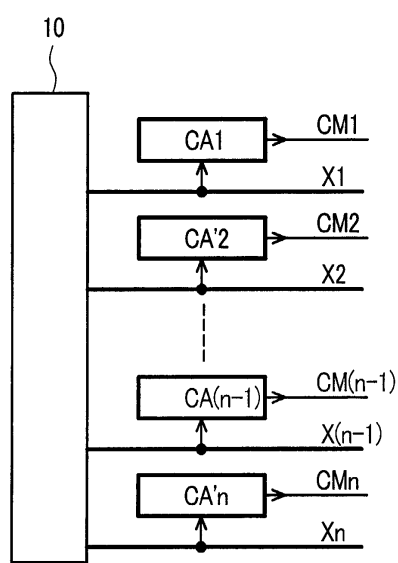 10
CA1
CM1
X1
CA'2
CM2
X2
CA(n-1)
CM(n-1)
X(n-1)
CA'n
CMn
Xn